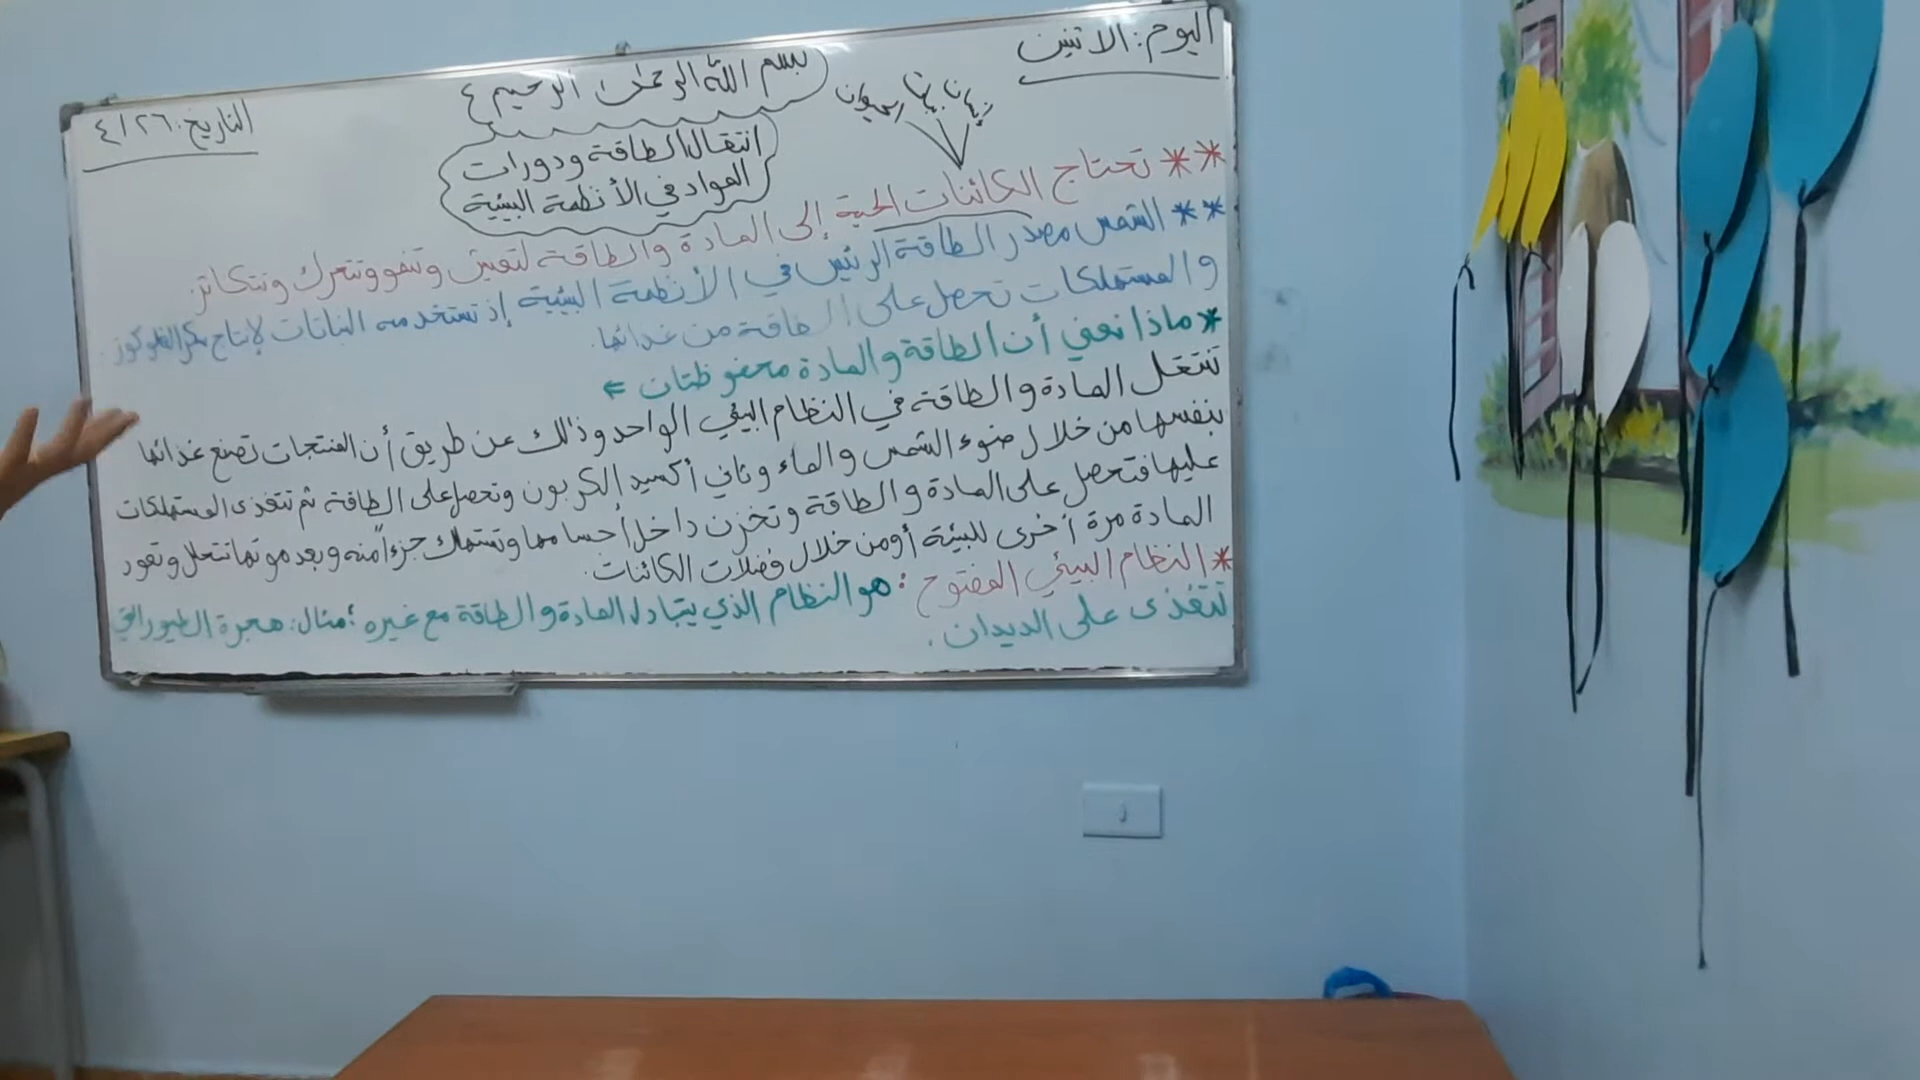 اليوم: الاثنين
بسم الله الرحمن الرحيم
التاريخ: ٤/٢٦
إنسان نبات حيوان
انتقال الطاقة ودورات
المواد في الأنظمة البيئية
** تحتاج الكائنات الحية إلى المادة والطاقة لتعيش وتنمو وتتحرك وتتكاثر.
** الشمس مصدر الطاقة الرئيس في الأنظمة البيئية إذ تستخدمه النباتات لإنتاج سكر الغلوكوز.
والمستهلكات تحصل على الطاقة من غذائها.
* ماذا نعني أن الطاقة والمادة محفوظتان ⇐
تنتقل المادة والطاقة في النظام البيئي الواحد وذلك عن طريق أن المنتجات تصنع غذائها
بنفسها من خلال ضوء الشمس والماء وثاني أكسيد الكربون وتحصل على الطاقة ثم تتغذى المستهلكات
عليها فتحصل على المادة والطاقة وتخزن داخل أجسامها وتستهلك جزءاً منه وبعد موتها تتحلل وتعود
المادة مرة أخرى للبيئة أو من خلال فضلات الكائنات.
* النظام البيئي المفتوح: هو النظام الذي يتبادل المادة والطاقة مع غيره؛ مثال: هجرة الطيور التي
تتغذى على الديدان.